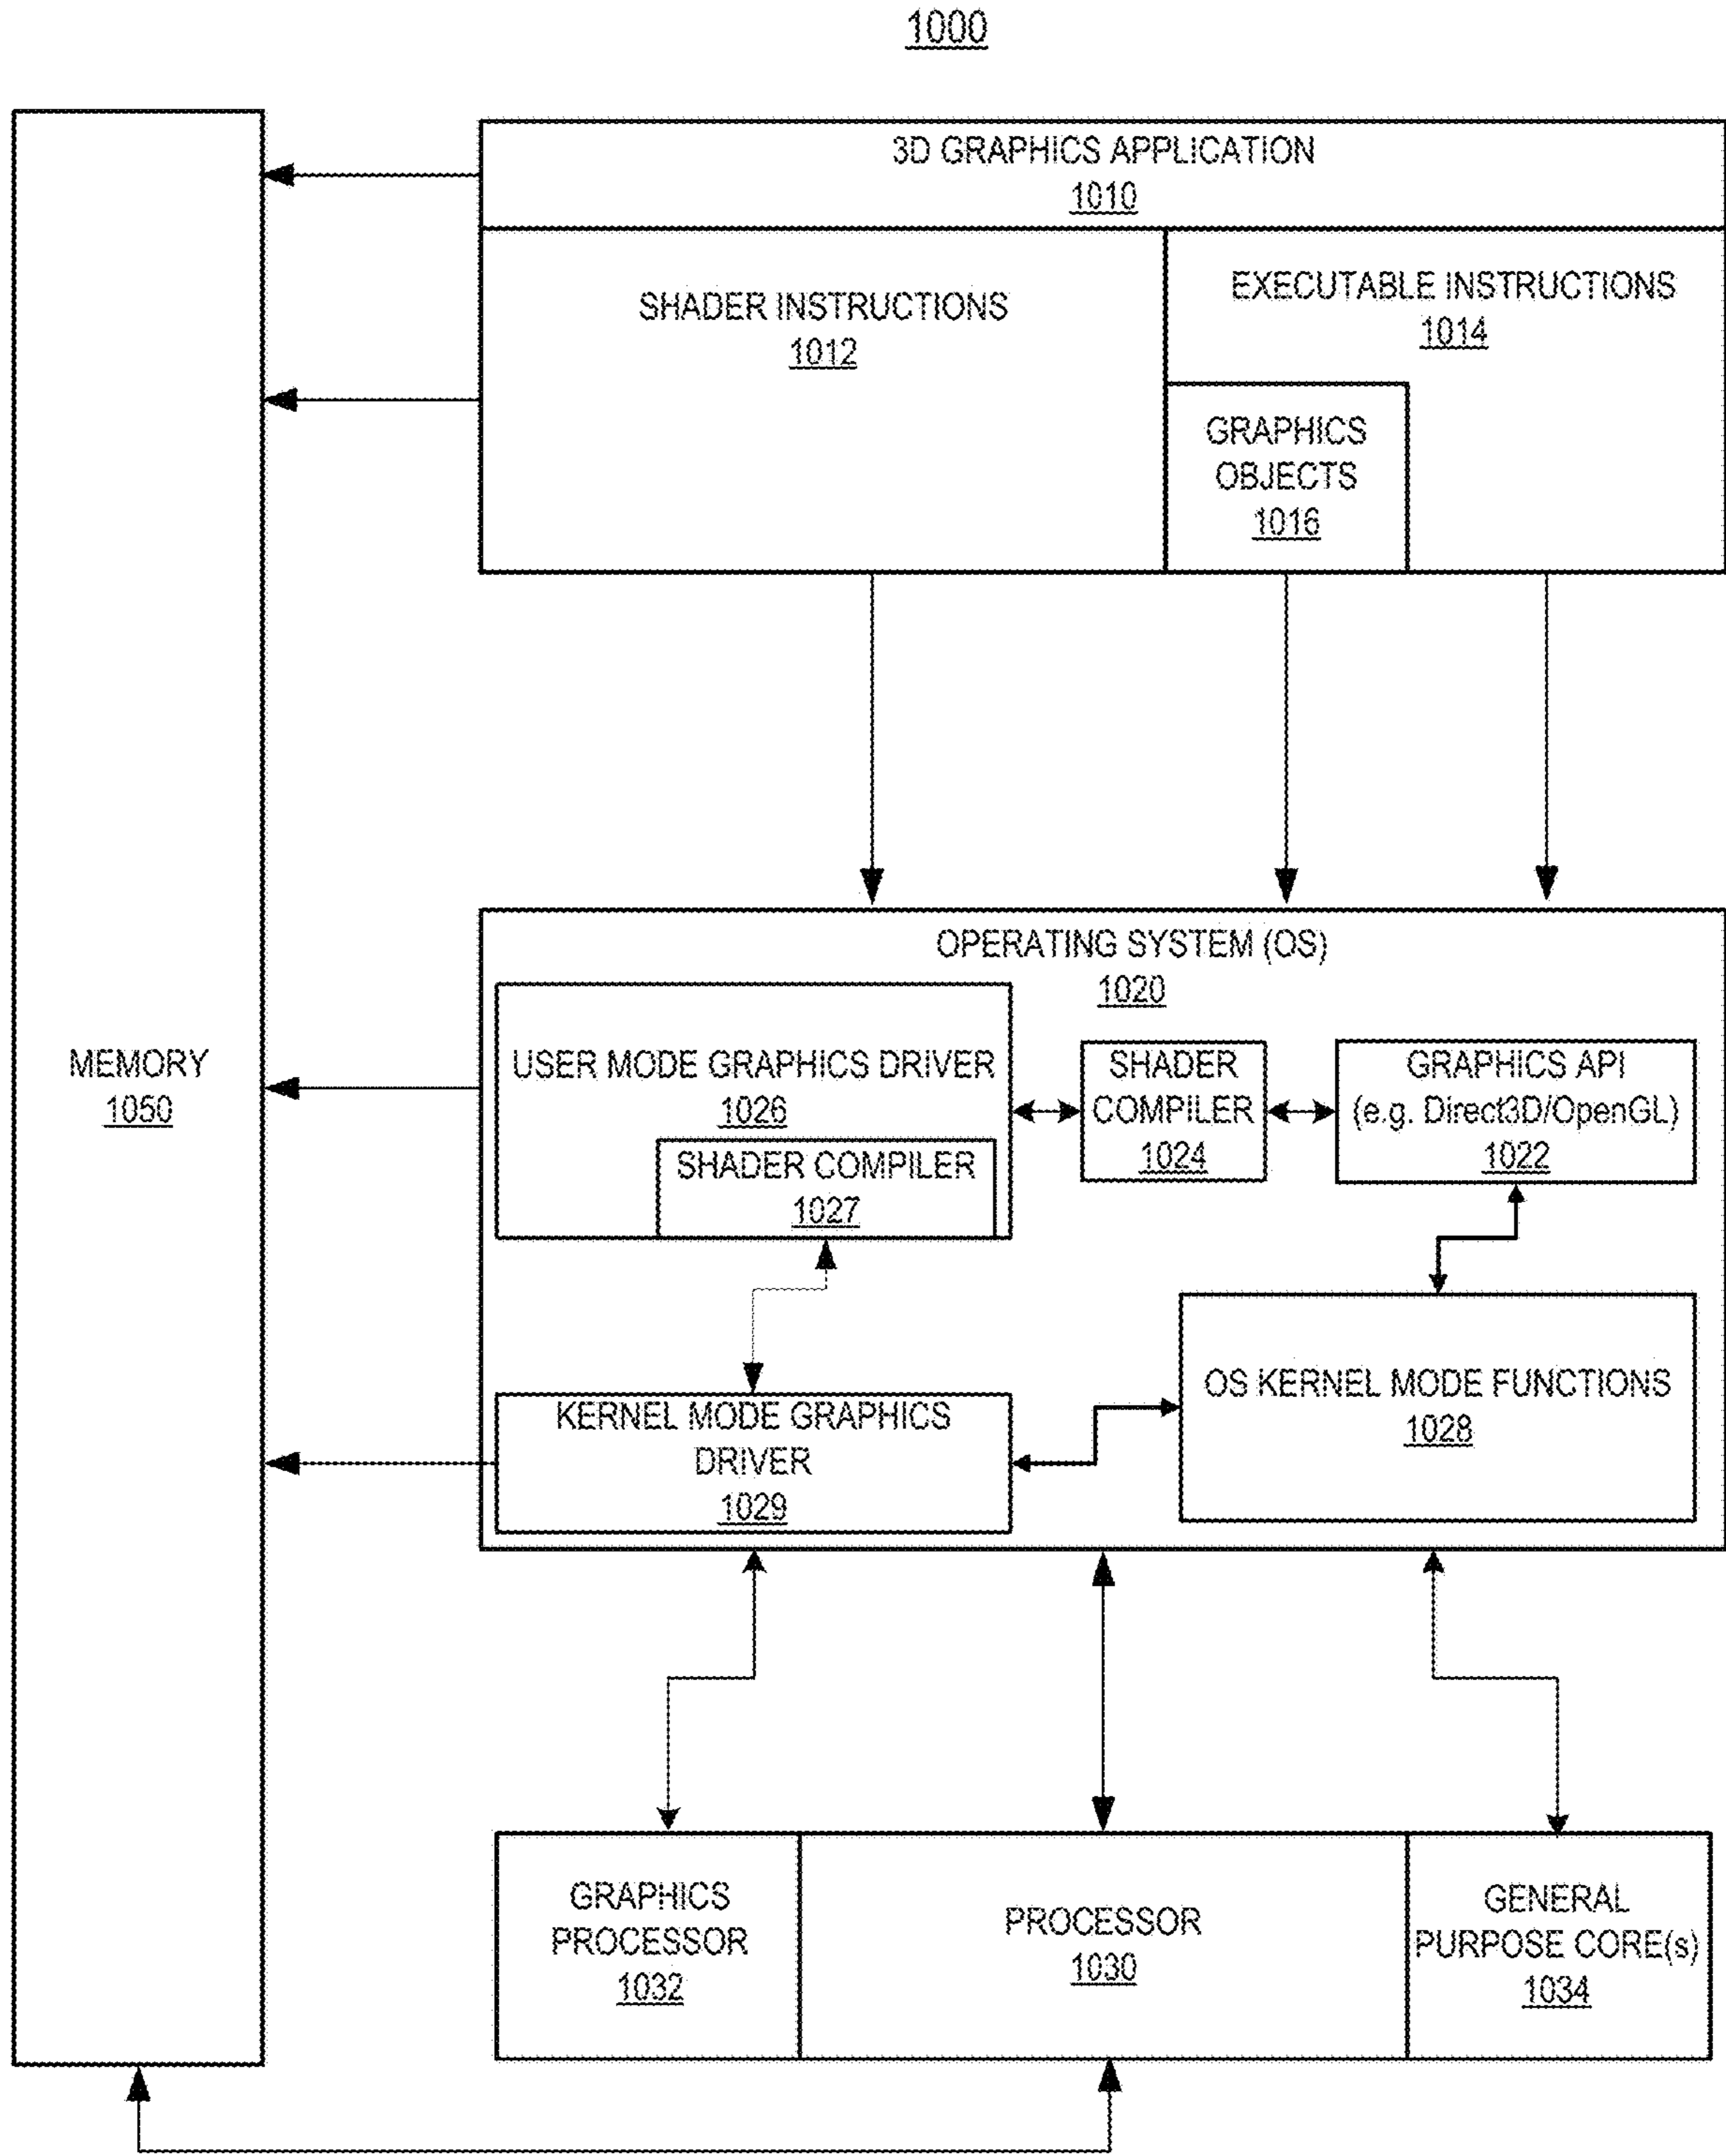 1000
3D GRAPHICS APPLICATION
1010
SHADER INSTRUCTIONS
1012
EXECUTABLE INSTRUCTIONS
1014
GRAPHICS
OBJECTS
1016
MEMORY
1050
OPERATING SYSTEM (OS)
1020
USER MODE GRAPHICS DRIVER
1026
SHADER COMPILER
1027
SHADER
COMPILER
1024
GRAPHICS API
(e.g. Direct3D/OpenGL)
1022
OS KERNEL MODE FUNCTIONS
1028
KERNEL MODE GRAPHICS
DRIVER
1029
GRAPHICS
PROCESSOR
1032
PROCESSOR
1030
GENERAL
PURPOSE CORE(s)
1034